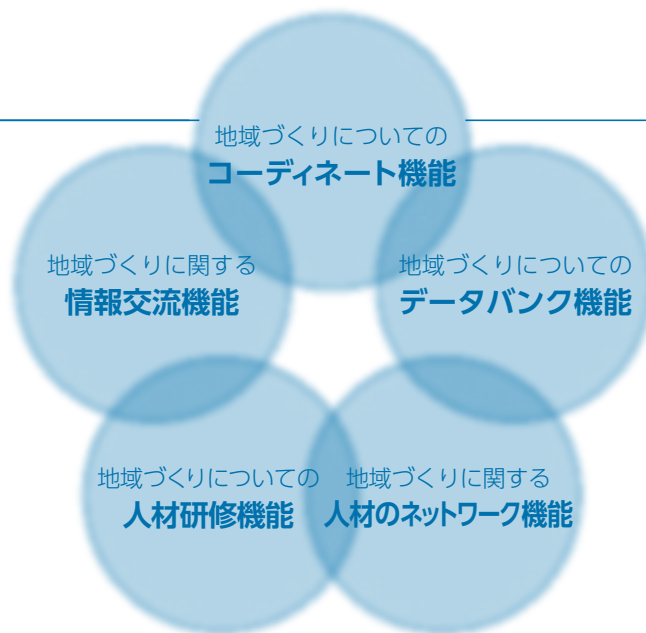 地域づくりについての
コーディネート機能
地域づくりに関する
情報交流機能
地域づくりについての
データバンク機能
地域づくりについての
人材研修機能
地域づくりに関する
人材のネットワーク機能